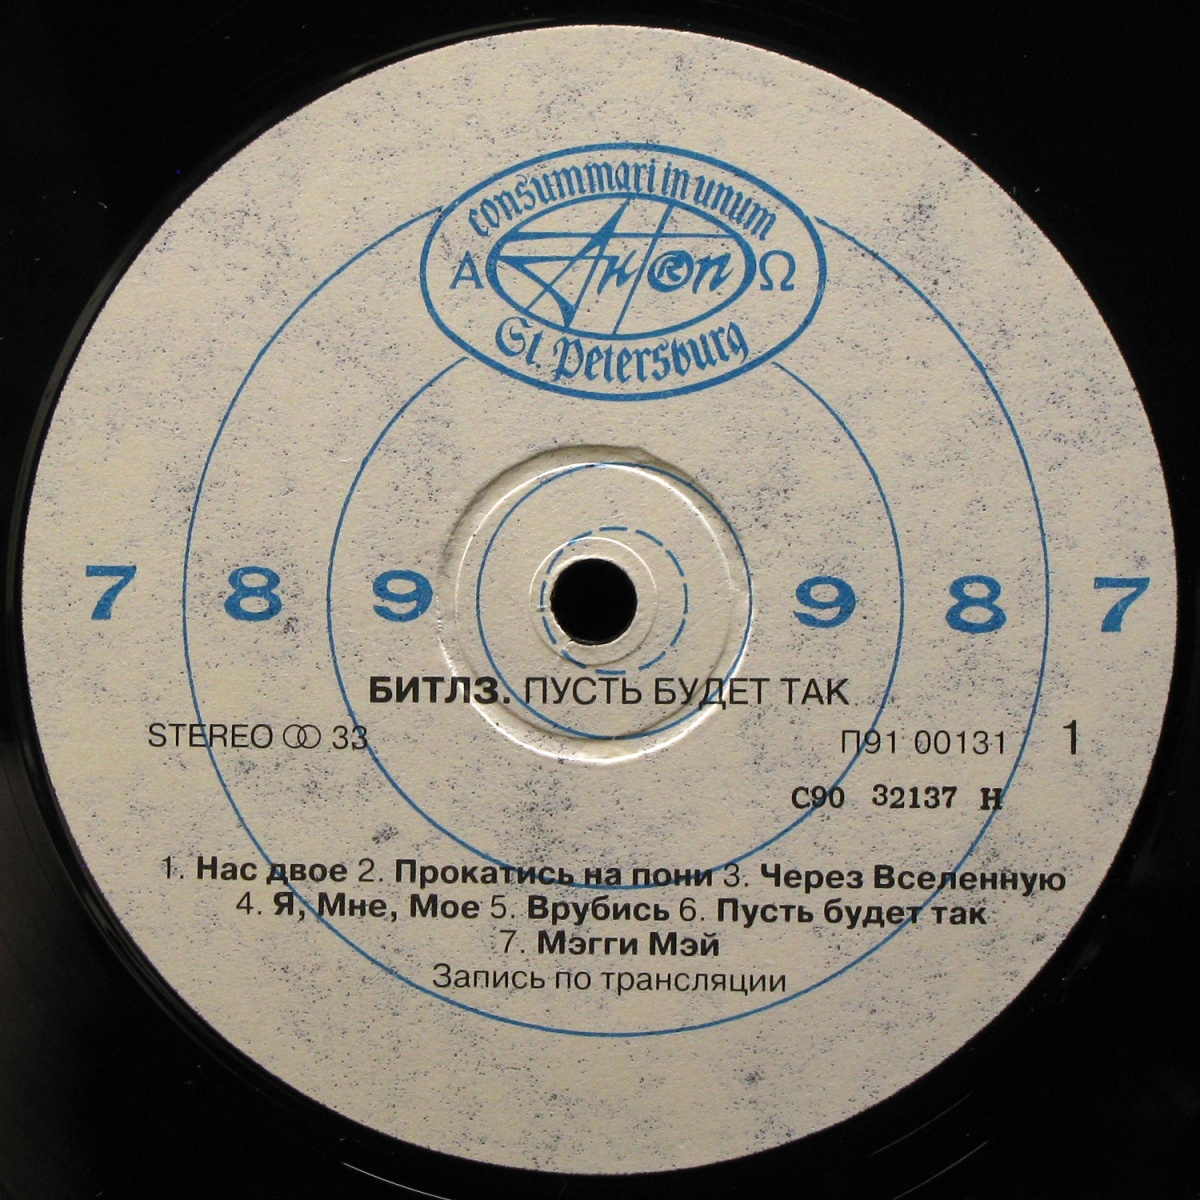 consummari in unum
Α АнтОп Ω
St. Petersburg
7 8 9 9 8 7
БИТЛЗ. ПУСТЬ БУДЕТ ТАК
STEREO 33 П91 00131 1
С90 32137 Н
1. Нас двое 2. Прокатись на пони 3. Через Вселенную
4. Я, Мне, Мое 5. Врубись 6. Пусть будет так
7. Мэгги Мэй
Запись по трансляции